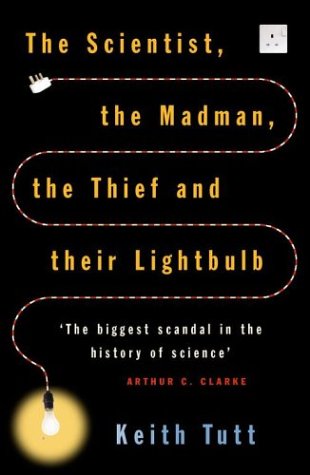 The Scientist,
the Madman,
the Thief and
their Lightbulb
‘The biggest scandal in the
history of science’
ARTHUR C. CLARKE
Keith Tutt